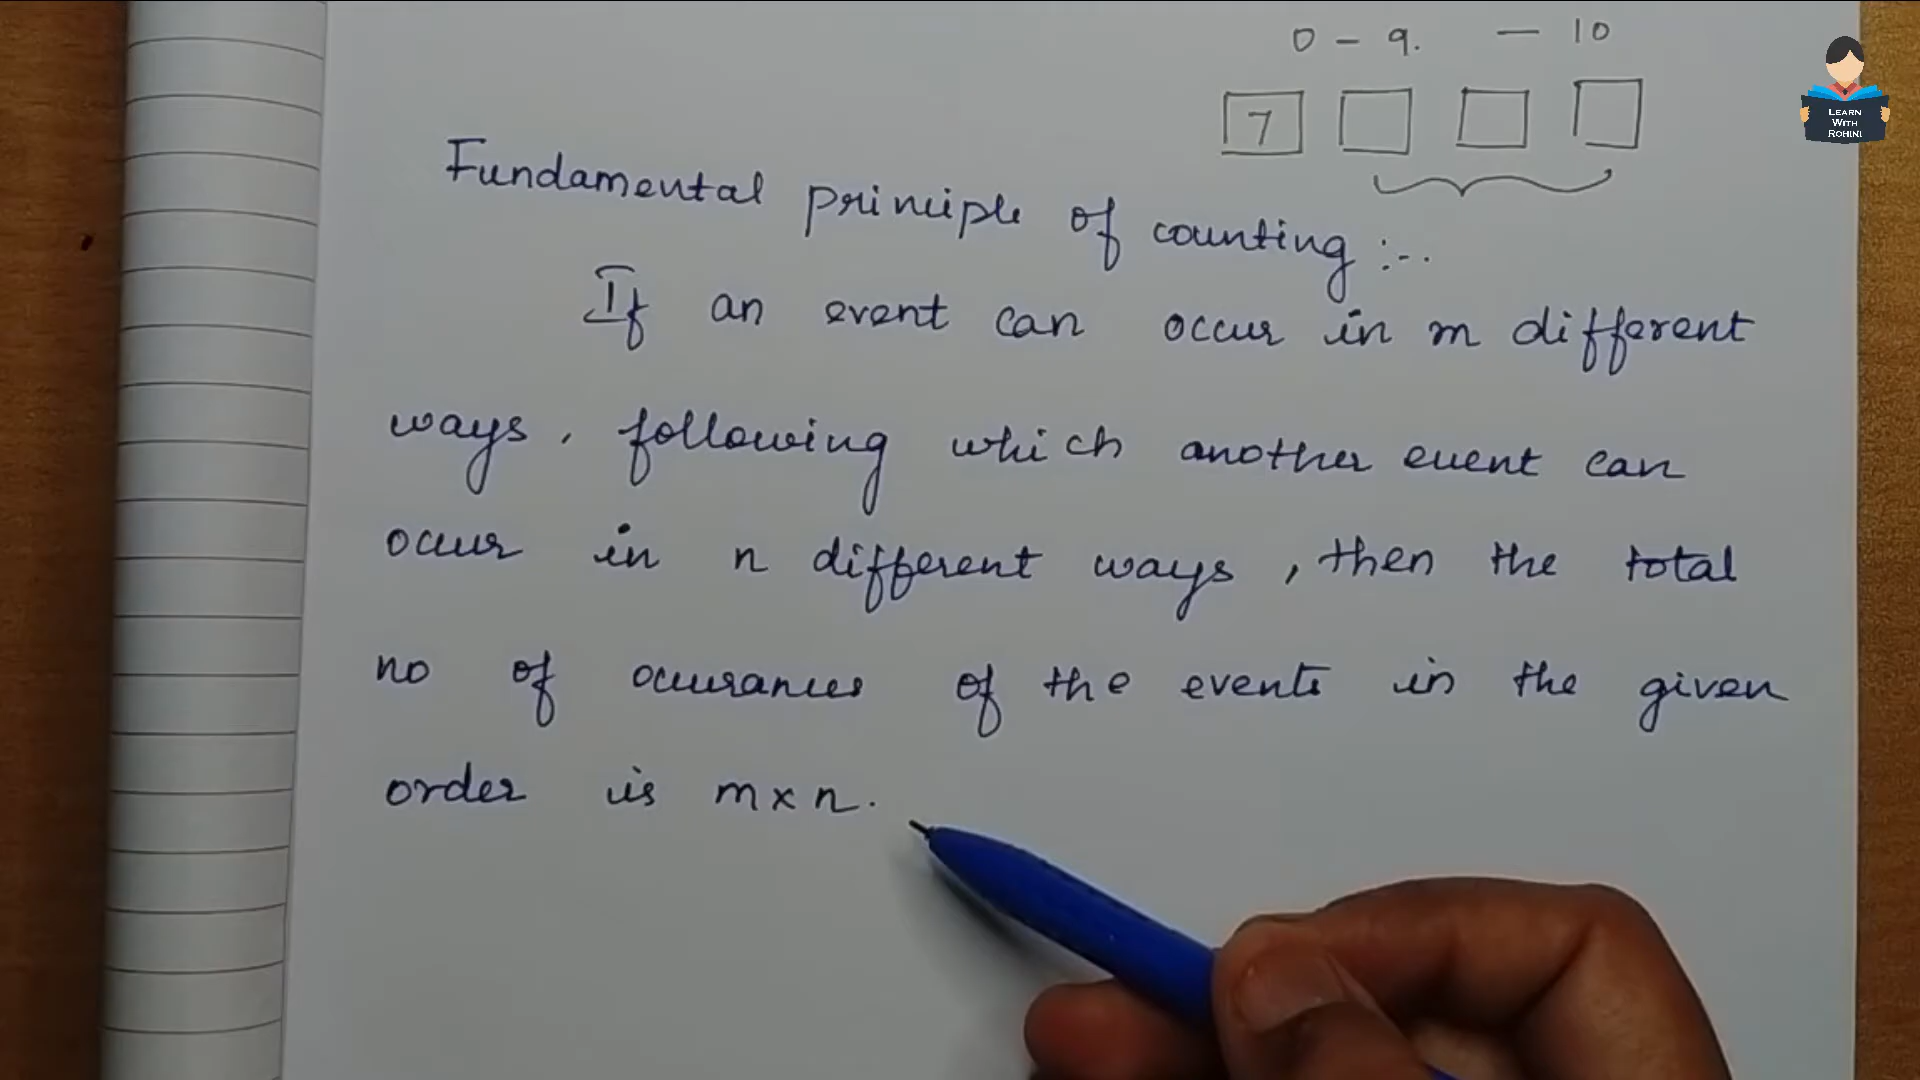 0 - 9. — 10
7
LEARN
WITH
ROHINI
Fundamental principle of counting :-.
If an event can occur in m different
ways, following which another event can
occur in n different ways, then the total
no of occurances of the events in the given
order is m x n.